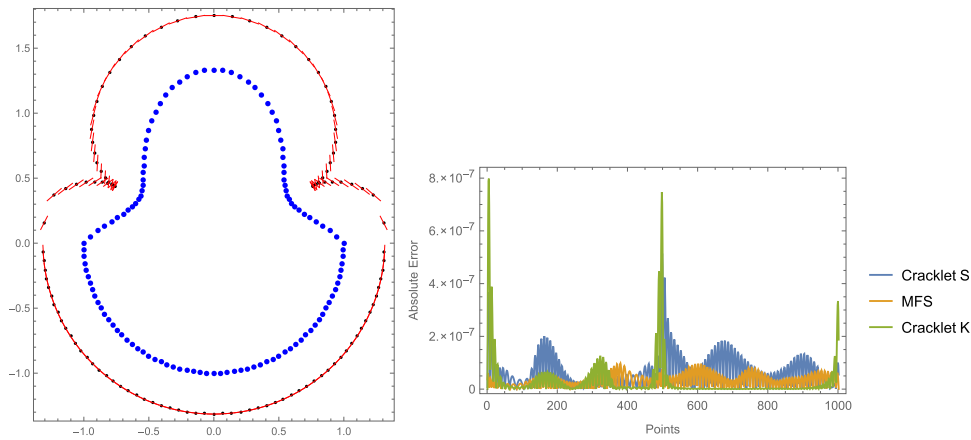 1.5
1.0
0.5
0.0
−0.5
−1.0
−1.0 −0.5 0.0 0.5 1.0
Absolute Error
8.×10⁻⁷
6.×10⁻⁷
4.×10⁻⁷
2.×10⁻⁷
0
0 200 400 600 800 1000
Points
Cracklet S
MFS
Cracklet K